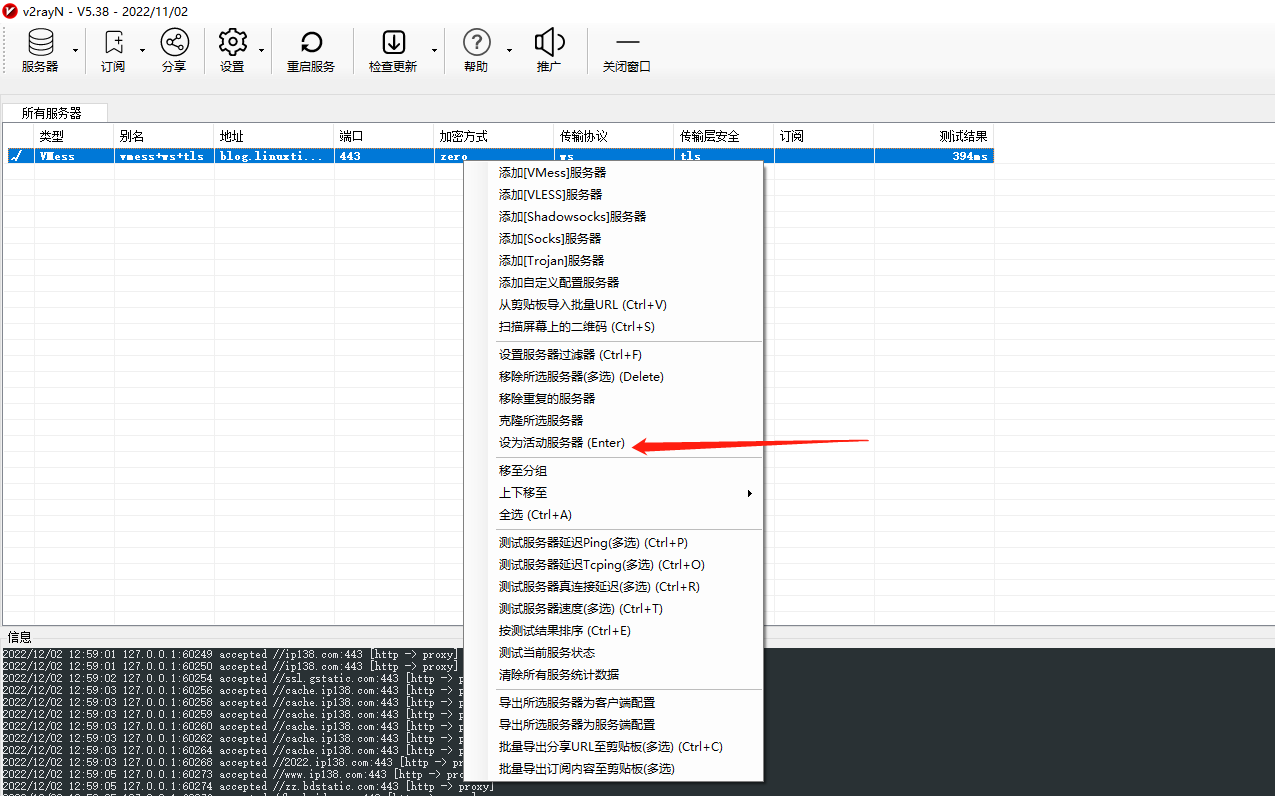 v2rayN - V5.38 - 2022/11/02
服务器 订阅 分享 设置 重启服务 检查更新 帮助 推广 关闭窗口
所有服务器
类型 别名 地址 端口 加密方式 传输协议 传输层安全 订阅 测试结果
VMess vmess+ws+tls blog.linuxti... 443 zero ws tls 394ms
添加[VMess]服务器
添加[VLESS]服务器
添加[Shadowsocks]服务器
添加[Socks]服务器
添加[Trojan]服务器
添加自定义配置服务器
从剪贴板导入批量URL (Ctrl+V)
扫描屏幕上的二维码 (Ctrl+S)
设置服务器过滤器 (Ctrl+F)
移除所选服务器(多选) (Delete)
移除重复的服务器
克隆所选服务器
设为活动服务器 (Enter)
移至分组
上下移至
全选 (Ctrl+A)
测试服务器延迟Ping(多选) (Ctrl+P)
测试服务器延迟Tcping(多选) (Ctrl+O)
测试服务器真连接延迟(多选) (Ctrl+R)
测试服务器速度(多选) (Ctrl+T)
按测试结果排序 (Ctrl+E)
测试当前服务状态
清除所有服务统计数据
导出所选服务器为客户端配置
导出所选服务器为服务端配置
批量导出分享URL至剪贴板(多选) (Ctrl+C)
批量导出订阅内容至剪贴板(多选)
信息
2022/12/02 12:59:01 127.0.0.1:60249 accepted //ip138.com:443 [http -> proxy]
2022/12/02 12:59:01 127.0.0.1:60250 accepted //ip138.com:443 [http -> proxy]
2022/12/02 12:59:02 127.0.0.1:60254 accepted //ssl.gstatic.com:443 [http -> p
2022/12/02 12:59:03 127.0.0.1:60256 accepted //cache.ip138.com:443 [http -> p
2022/12/02 12:59:03 127.0.0.1:60258 accepted //cache.ip138.com:443 [http -> p
2022/12/02 12:59:03 127.0.0.1:60259 accepted //cache.ip138.com:443 [http -> p
2022/12/02 12:59:03 127.0.0.1:60260 accepted //cache.ip138.com:443 [http -> p
2022/12/02 12:59:03 127.0.0.1:60262 accepted //cache.ip138.com:443 [http -> p
2022/12/02 12:59:03 127.0.0.1:60264 accepted //cache.ip138.com:443 [http -> p
2022/12/02 12:59:03 127.0.0.1:60268 accepted //2022.ip138.com:443 [http -> pr
2022/12/02 12:59:05 127.0.0.1:60273 accepted //www.ip138.com:443 [http -> pro
2022/12/02 12:59:05 127.0.0.1:60274 accepted //zz.bdstatic.com:443 [http -> proxy]